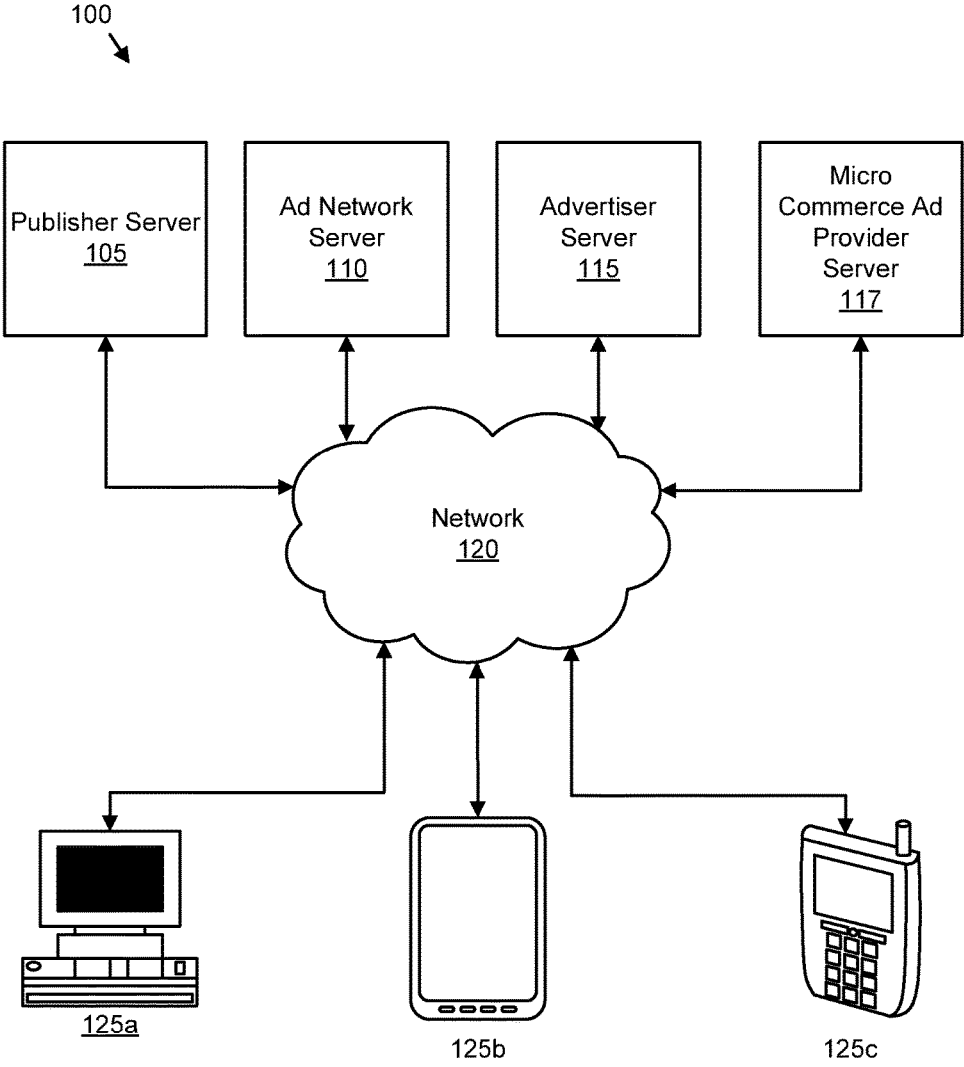 100
Publisher Server
105
Ad Network
Server
110
Advertiser
Server
115
Micro
Commerce Ad
Provider
Server
117
Network
120
125a
125b
125c